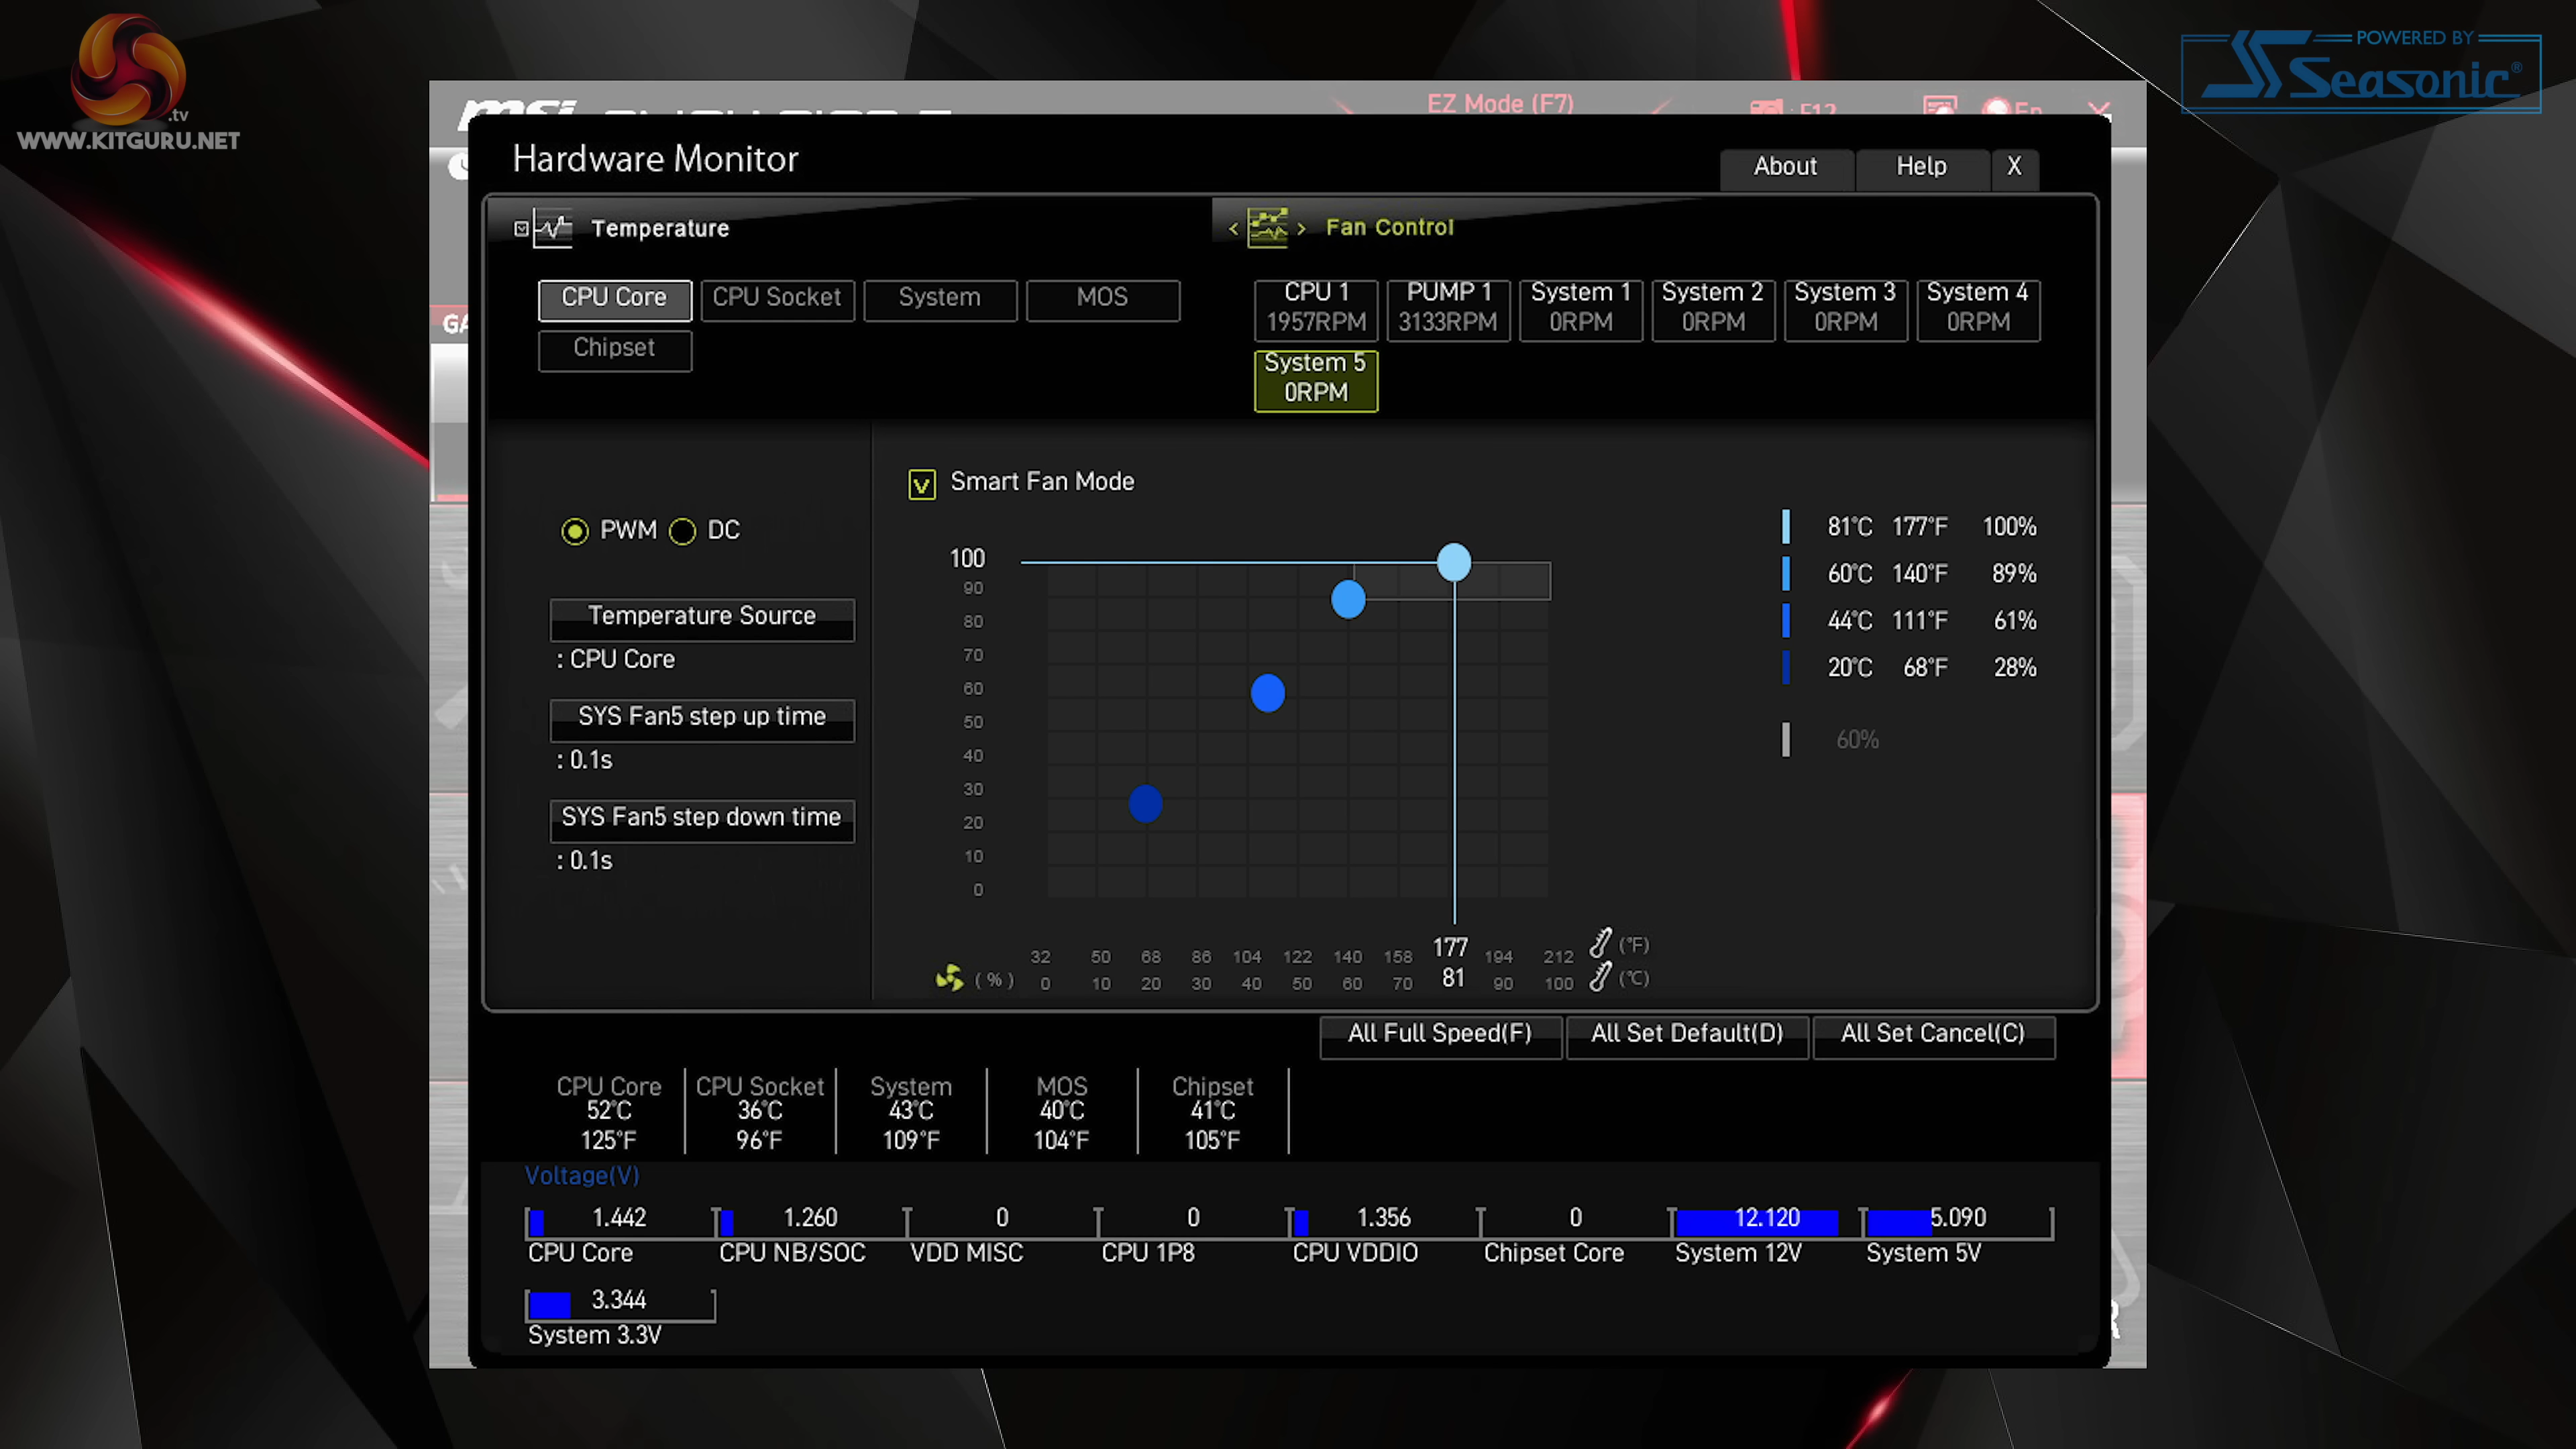 .tv
WWW.KITGURU.NET
POWERED BY
Seasonic®
msi
EZ Mode (F7)
F12
En
Hardware Monitor
About
Help
X
Temperature
Fan Control
CPU Core
CPU Socket
System
MOS
Chipset
CPU 1
1957RPM
PUMP 1
3133RPM
System 1
0RPM
System 2
0RPM
System 3
0RPM
System 4
0RPM
System 5
0RPM
PWM
DC
Temperature Source
: CPU Core
SYS Fan5 step up time
: 0.1s
SYS Fan5 step down time
: 0.1s
V Smart Fan Mode
100
90
80
70
60
50
40
30
20
10
0
32 50 68 86 104 122 140 158 177 194 212 (°F)
(%) 0 10 20 30 40 50 60 70 81 90 100 (°C)
81°C 177°F 100%
60°C 140°F 89%
44°C 111°F 61%
20°C 68°F 28%
60%
All Full Speed(F)
All Set Default(D)
All Set Cancel(C)
CPU Core
52°C
125°F
CPU Socket
36°C
96°F
System
43°C
109°F
MOS
40°C
104°F
Chipset
41°C
105°F
Voltage(V)
1.442
CPU Core
1.260
CPU NB/SOC
0
VDD MISC
0
CPU 1P8
1.356
CPU VDDIO
0
Chipset Core
12.120
System 12V
5.090
System 5V
3.344
System 3.3V